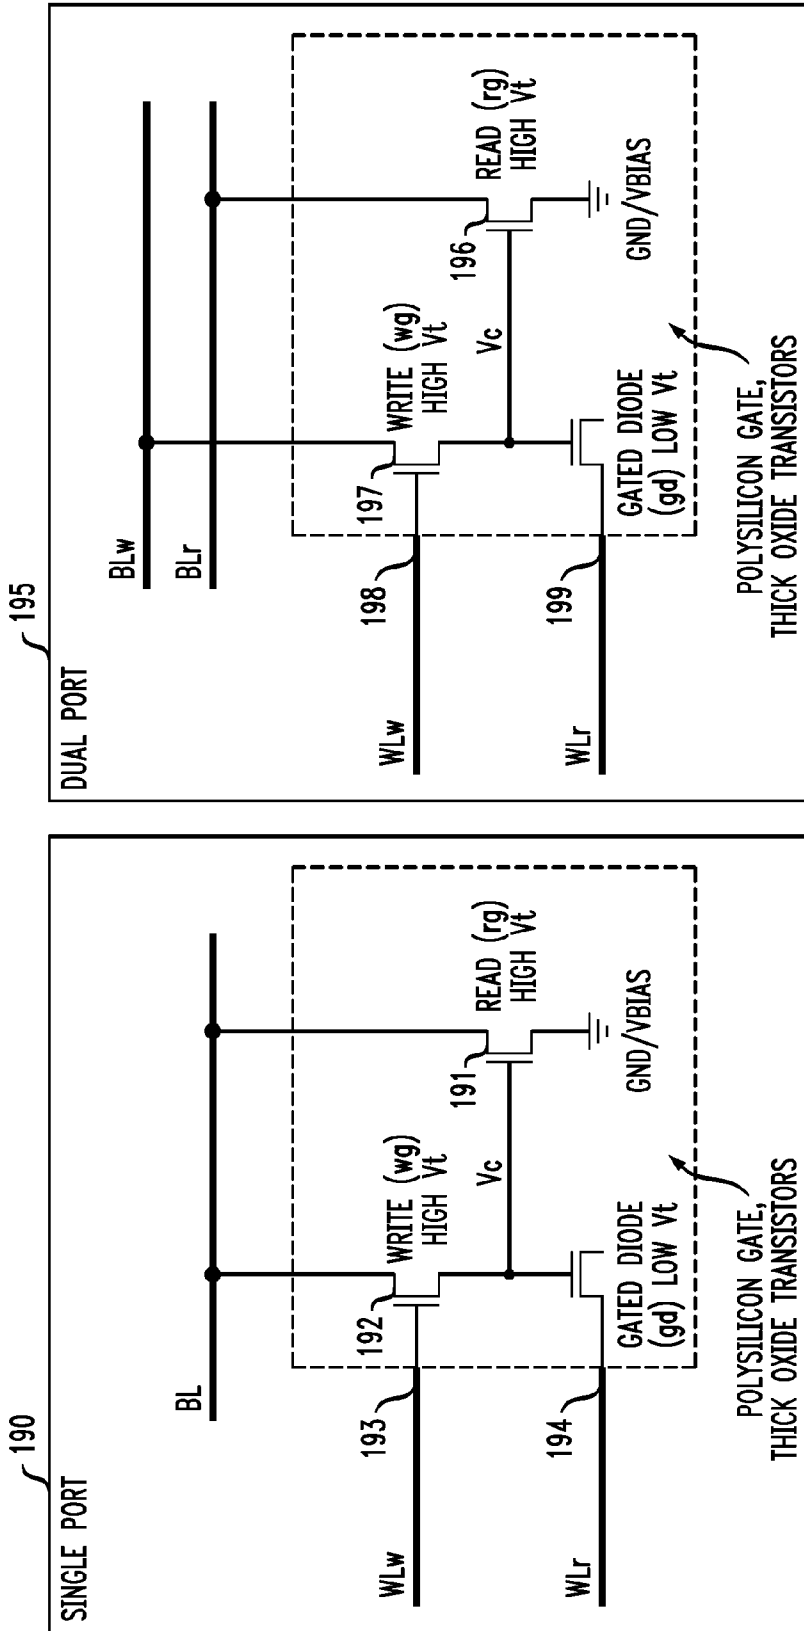 190
SINGLE PORT
BL
WRITE (wg)
HIGH Vt
192
193
WLw
READ (rg)
HIGH Vt
191
Vc
194
WLr
GATED DIODE
(gd) LOW Vt
GND/VBIAS
POLYSILICON GATE,
THICK OXIDE TRANSISTORS
195
DUAL PORT
BLw
BLr
WRITE (wg)
HIGH Vt
197
198
WLw
READ (rg)
HIGH Vt
196
Vc
199
WLr
GATED DIODE
(gd) LOW Vt
GND/VBIAS
POLYSILICON GATE,
THICK OXIDE TRANSISTORS